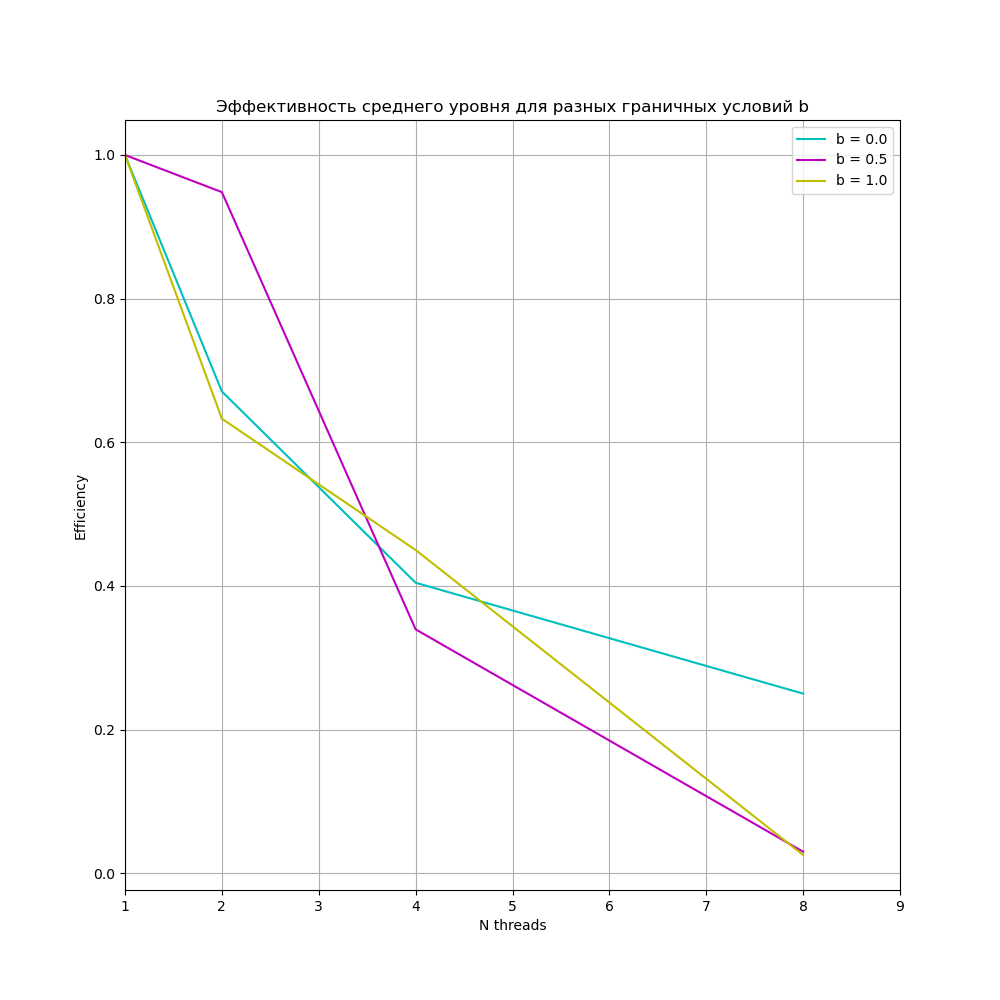 Эффективность среднего уровня для разных граничных условий b
b = 0.0
b = 0.5
b = 1.0
Efficiency
1.0
0.8
0.6
0.4
0.2
0.0
1 2 3 4 5 6 7 8 9
N threads